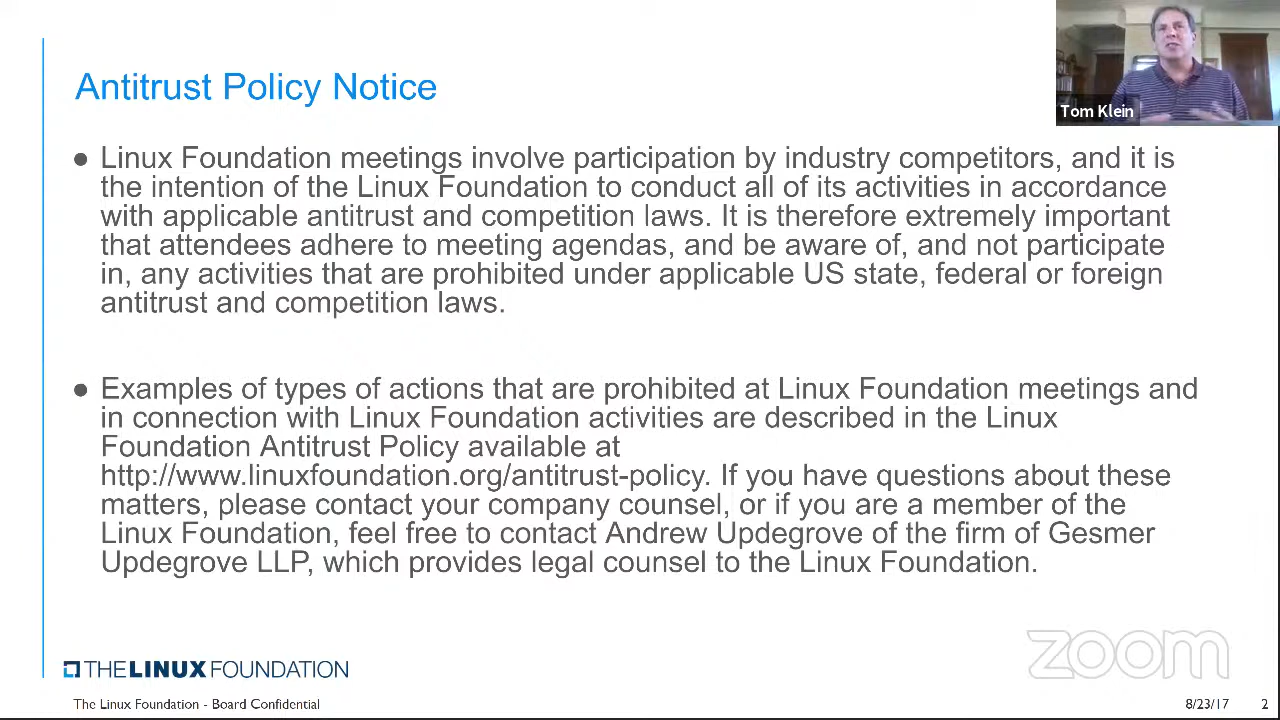 Antitrust Policy Notice
Tom Klein
● Linux Foundation meetings involve participation by industry competitors, and it is
the intention of the Linux Foundation to conduct all of its activities in accordance
with applicable antitrust and competition laws. It is therefore extremely important
that attendees adhere to meeting agendas, and be aware of, and not participate
in, any activities that are prohibited under applicable US state, federal or foreign
antitrust and competition laws.
● Examples of types of actions that are prohibited at Linux Foundation meetings and
in connection with Linux Foundation activities are described in the Linux
Foundation Antitrust Policy available at
http://www.linuxfoundation.org/antitrust-policy. If you have questions about these
matters, please contact your company counsel, or if you are a member of the
Linux Foundation, feel free to contact Andrew Updegrove of the firm of Gesmer
Updegrove LLP, which provides legal counsel to the Linux Foundation.
zoom
THE LINUX FOUNDATION
The Linux Foundation - Board Confidential
8/23/17 2